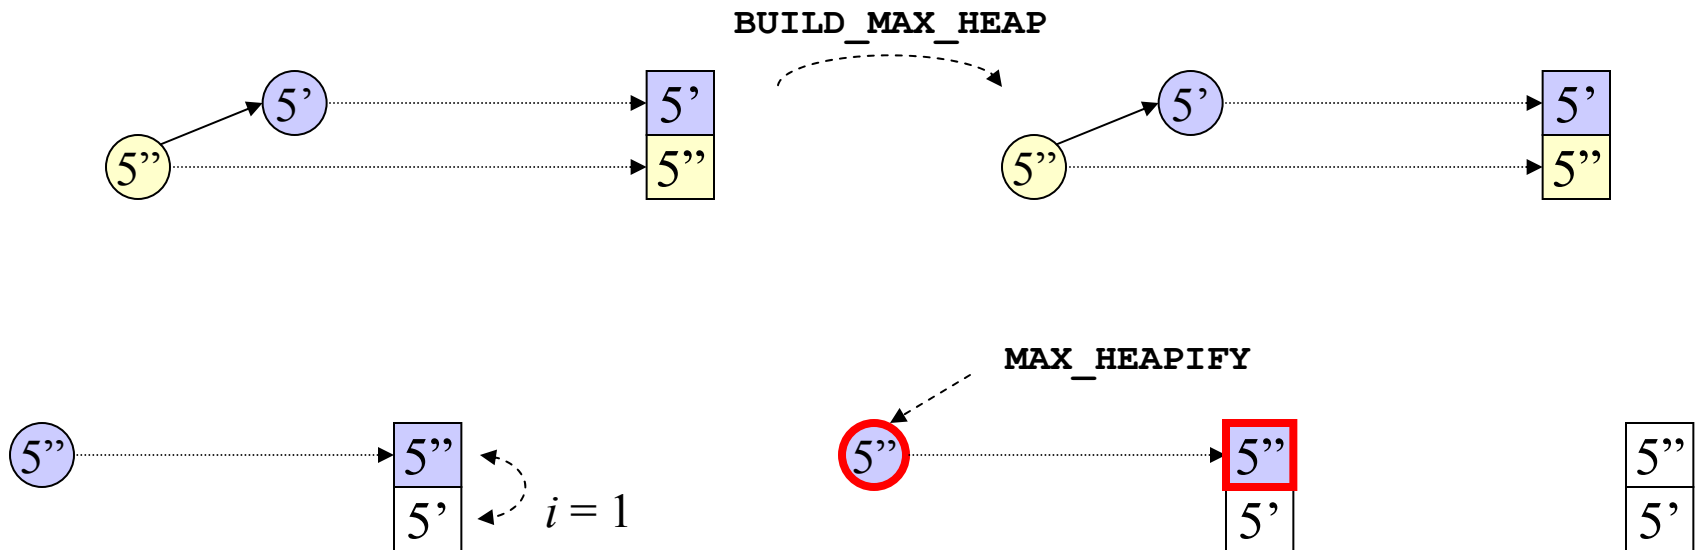 BUILD_MAX_HEAP
5’ 5’ 5’ 5’
5” 5” 5” 5”
MAX_HEAPIFY
5” 5” 5” 5” 5”
5’ i = 1 5’ 5’